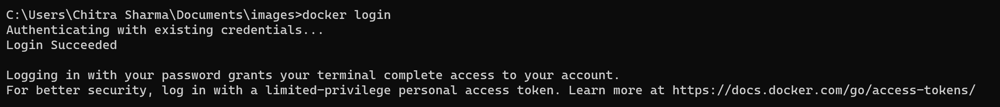 C:\Users\Chitra Sharma\Documents\images>docker login
Authenticating with existing credentials...
Login Succeeded
Logging in with your password grants your terminal complete access to your account.
For better security, log in with a limited-privilege personal access token. Learn more at https://docs.docker.com/go/access-tokens/